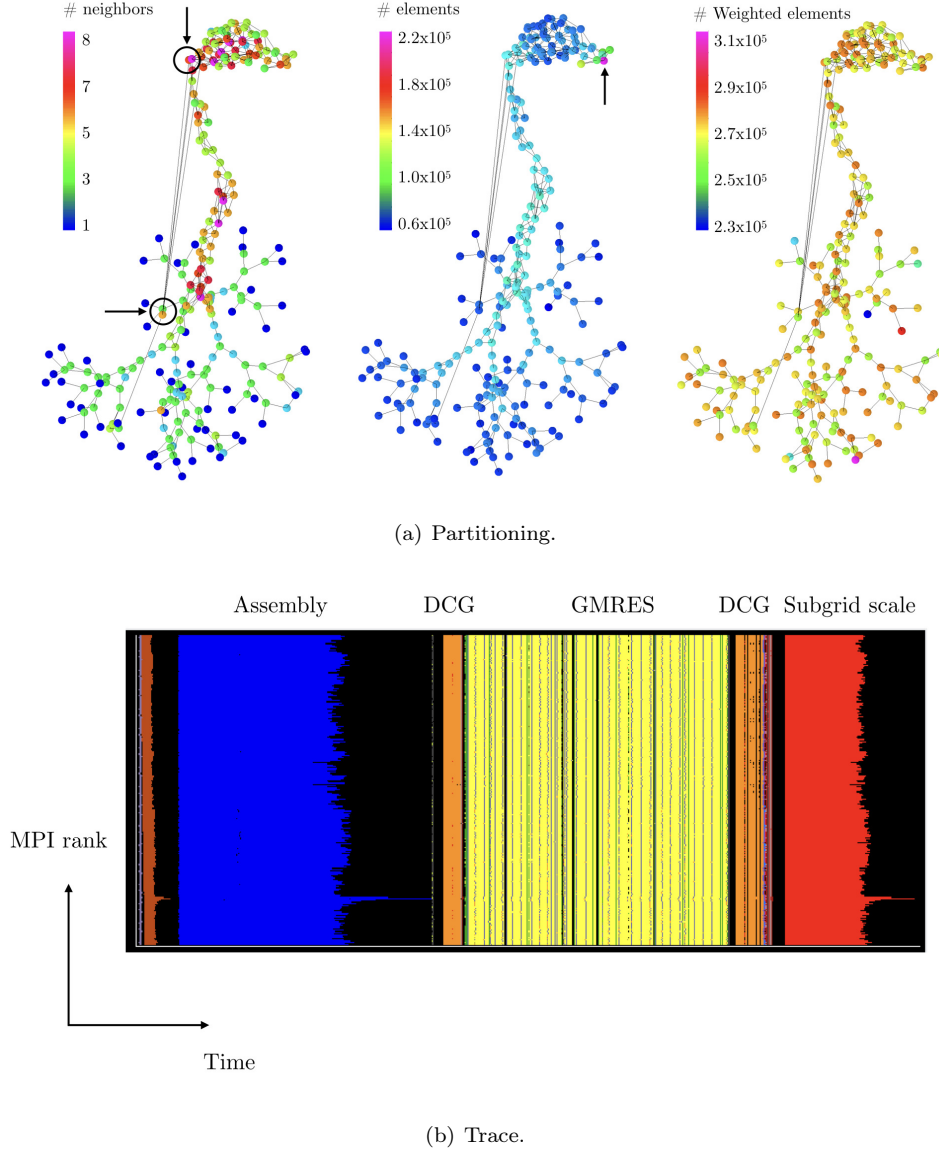 # neighbors
8
7
5
3
1
# elements
2.2x10⁵
1.8x10⁵
1.4x10⁵
1.0x10⁵
0.6x10⁵
# Weighted elements
3.1x10⁵
2.9x10⁵
2.7x10⁵
2.5x10⁵
2.3x10⁵
(a) Partitioning.
Assembly DCG GMRES DCG Subgrid scale
MPI rank
Time
(b) Trace.